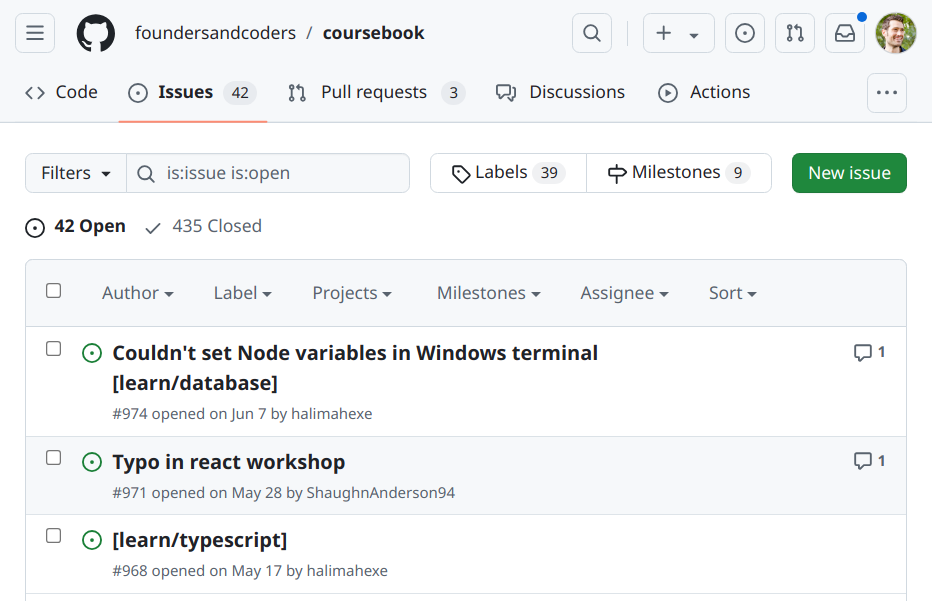 foundersandcoders / coursebook
Code
Issues 42
Pull requests 3
Discussions
Actions
Filters
is:issue is:open
Labels 39
Milestones 9
New issue
42 Open
435 Closed
Author
Label
Projects
Milestones
Assignee
Sort
Couldn't set Node variables in Windows terminal
[learn/database]
1
#974 opened on Jun 7 by halimahexe
Typo in react workshop
1
#971 opened on May 28 by ShaughnAnderson94
[learn/typescript]
#968 opened on May 17 by halimahexe